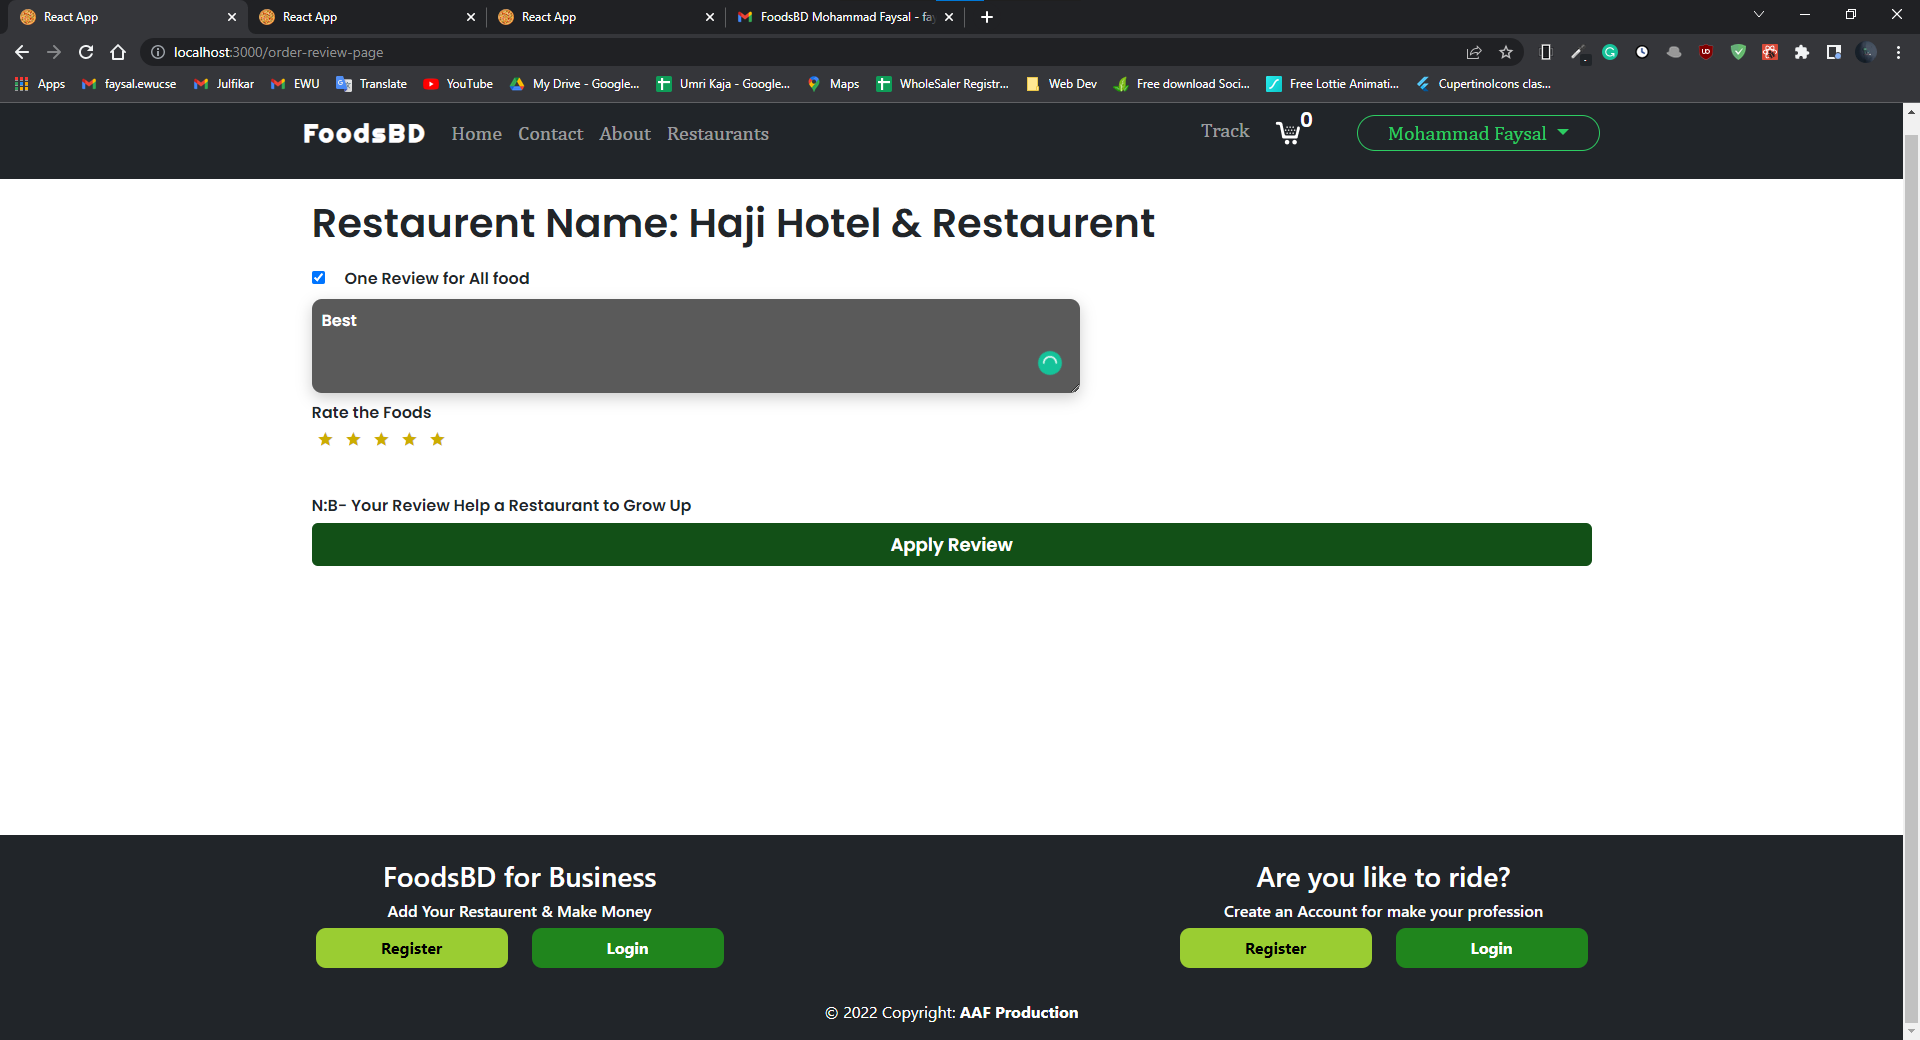 React App
React App
React App
FoodsBD Mohammad Faysal - fa
localhost:3000/order-review-page
Apps
faysal.ewucse
Julfikar
EWU
Translate
YouTube
My Drive - Google...
Umri Kaja - Google...
Maps
WholeSaler Registr...
Web Dev
Free download Soci...
Free Lottie Animati...
CupertinoIcons clas...
FoodsBD
Home
Contact
About
Restaurants
Track
0
Mohammad Faysal
Restaurent Name: Haji Hotel & Restaurent
One Review for All food
Best
Rate the Foods
N:B- Your Review Help a Restaurant to Grow Up
Apply Review
FoodsBD for Business
Add Your Restaurent & Make Money
Register
Login
Are you like to ride?
Create an Account for make your profession
Register
Login
© 2022 Copyright: AAF Production